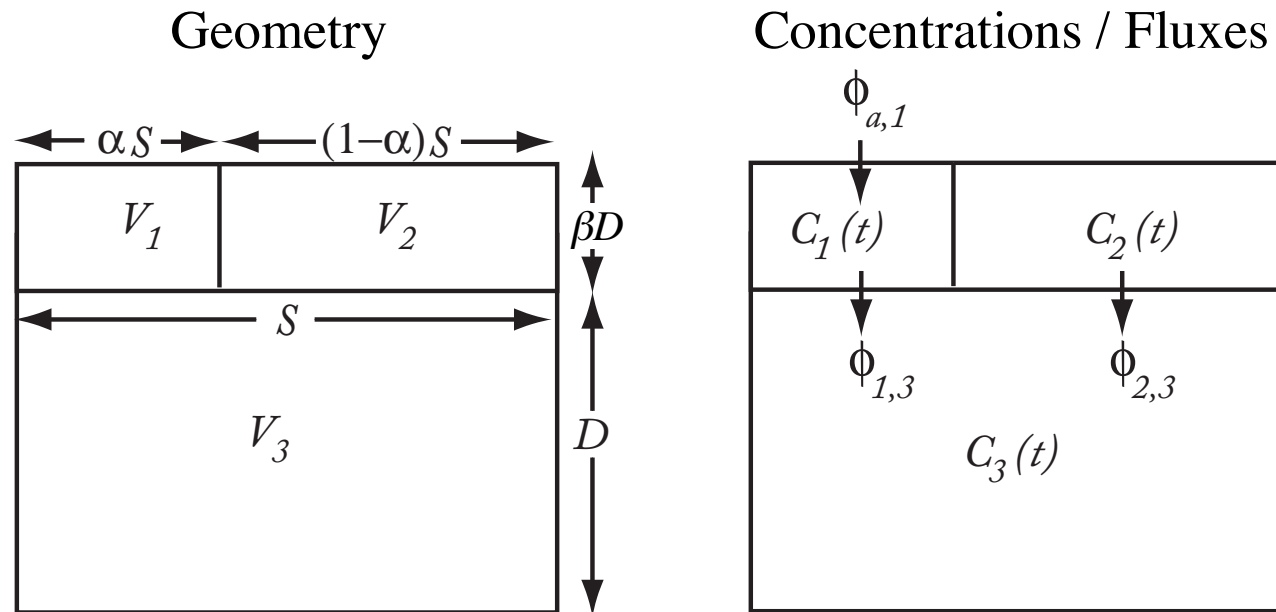 Geometry
αS
(1−α)S
V₁
V₂
βD
S
V₃
D
Concentrations / Fluxes
ϕₐ,₁
C₁(t)
C₂(t)
ϕ₁,₃
ϕ₂,₃
C₃(t)